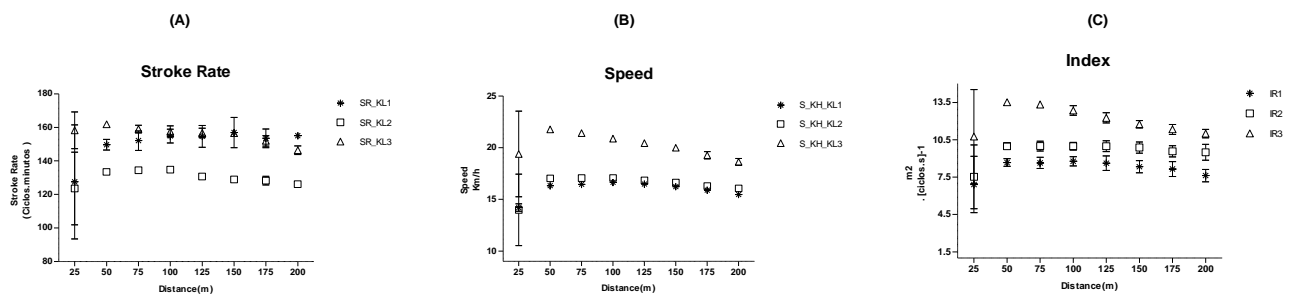 (A)
Stroke Rate
Stroke Rate
(Ciclos.minutos )
180
160
140
120
100
80
25 50 75 100 125 150 175 200
Distance(m)
SR_KL1
SR_KL2
SR_KL3
(B)
Speed
Speed
Km/h
25
20
15
10
25 50 75 100 125 150 175 200
Distance(m)
S_KH_KL1
S_KH_KL2
S_KH_KL3
(C)
Index
m2
. [ciclos.s]-1
13.5
10.5
7.5
4.5
1.5
25 50 75 100 125 150 175 200
Distance(m)
IR1
IR2
IR3